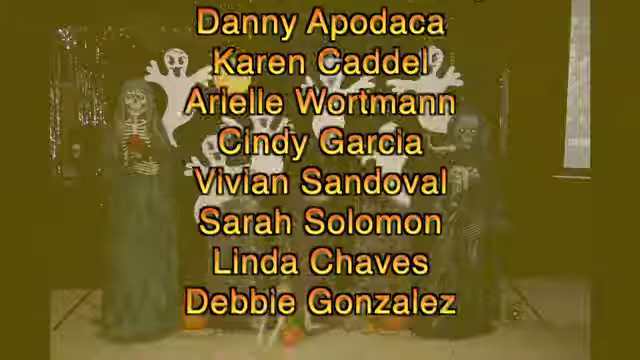 Danny Apodaca
Karen Caddel
Arielle Wortmann
Cindy Garcia
Vivian Sandoval
Sarah Solomon
Linda Chaves
Debbie Gonzalez